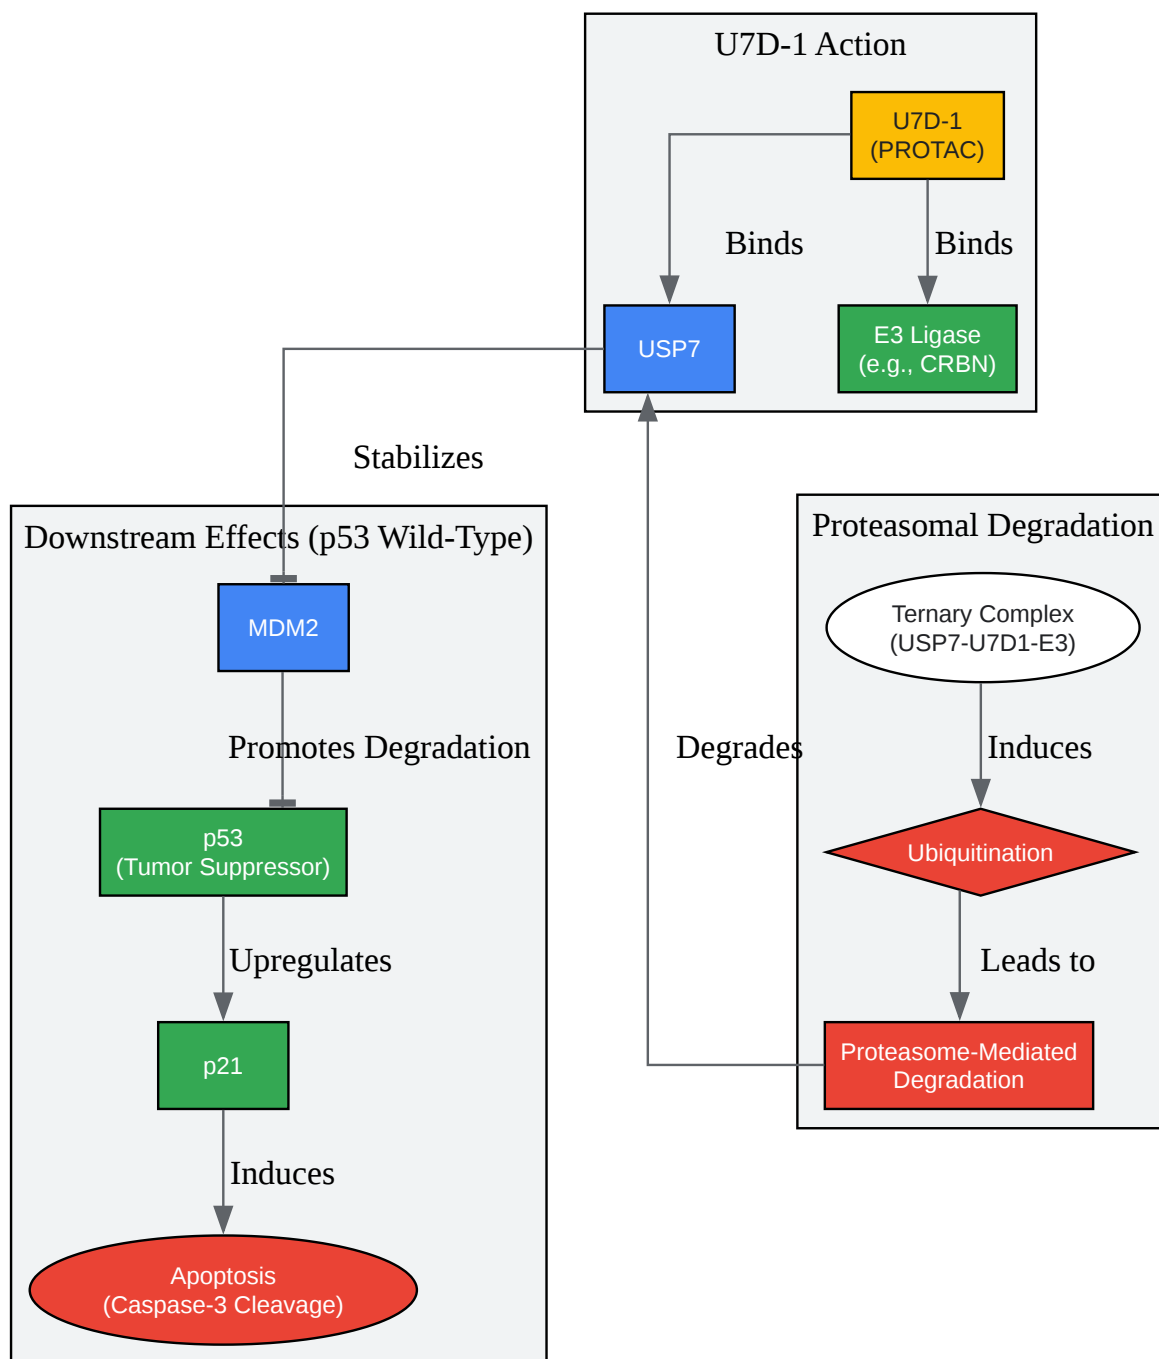 U7D-1 Action
U7D-1
(PROTAC)
Binds
Binds
USP7
E3 Ligase
(e.g., CRBN)
Stabilizes
Downstream Effects (p53 Wild-Type)
MDM2
Promotes Degradation
p53
(Tumor Suppressor)
Upregulates
p21
Induces
Apoptosis
(Caspase-3 Cleavage)
Proteasomal Degradation
Ternary Complex
(USP7-U7D1-E3)
Induces
Degrades
Ubiquitination
Leads to
Proteasome-Mediated
Degradation